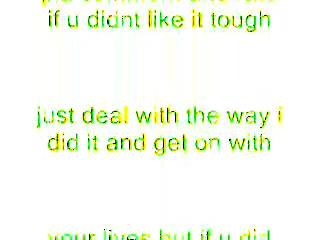 if u didnt like it tough
just deal with the way i
did it and get on with
your lives but if u did